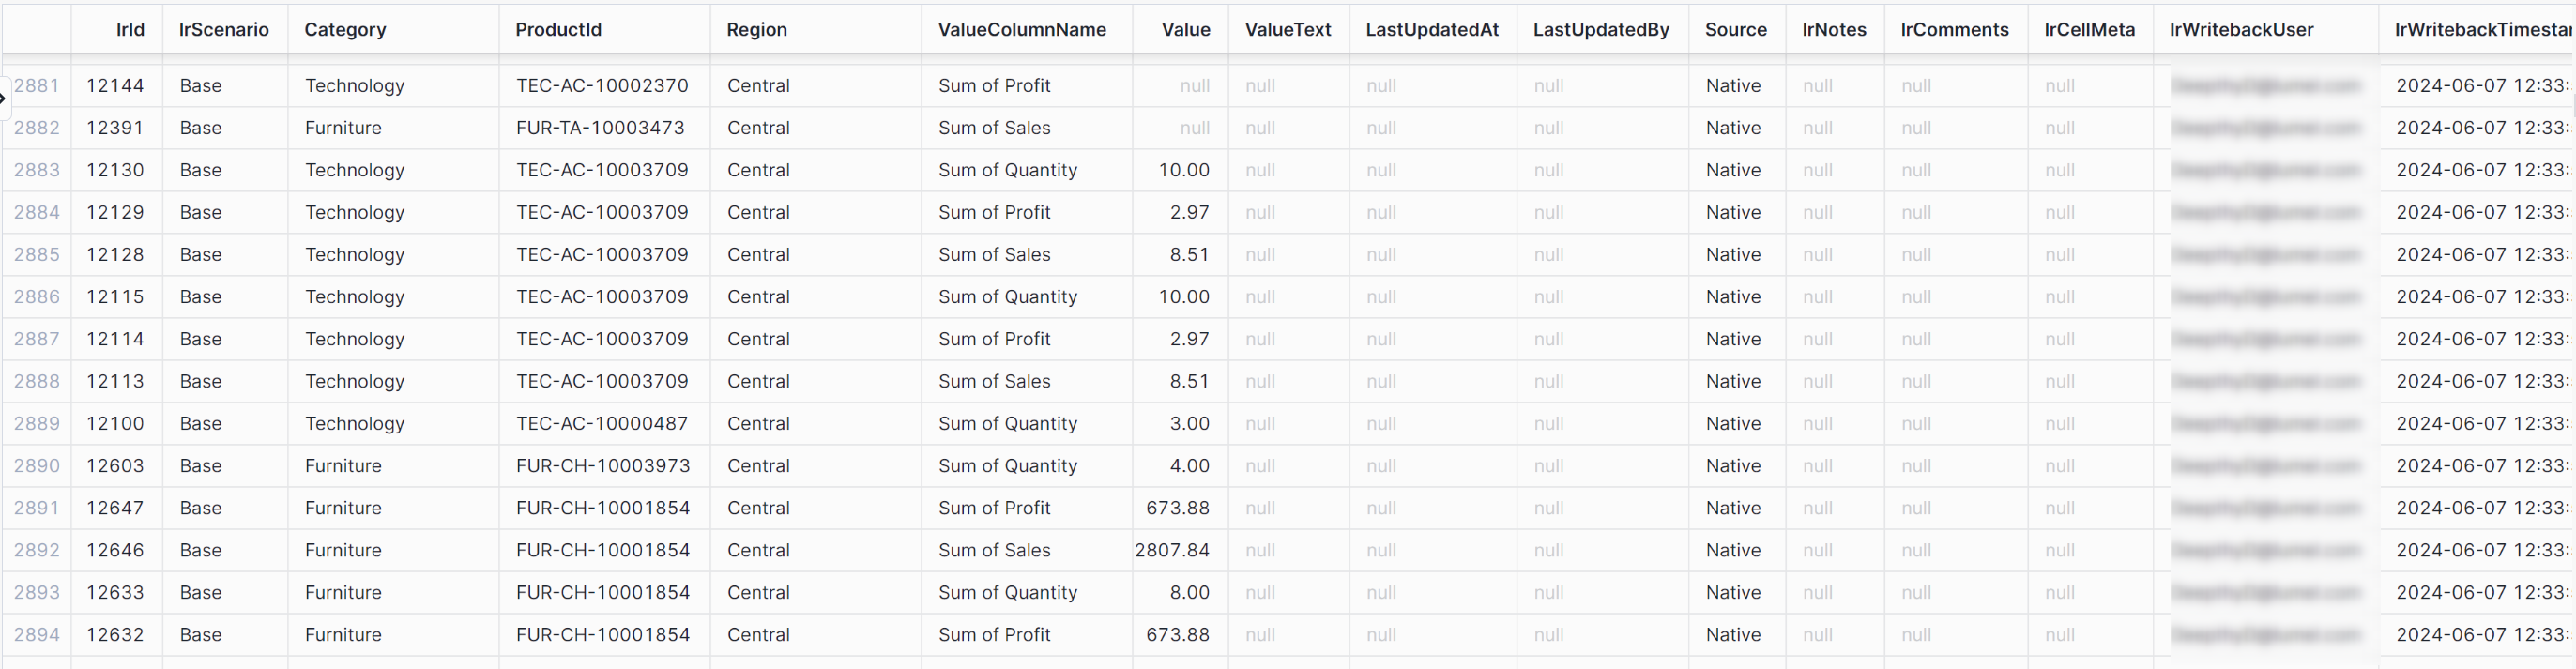 IrId IrScenario Category ProductId Region ValueColumnName Value ValueText LastUpdatedAt LastUpdatedBy Source IrNotes IrComments IrCellMeta IrWritebackUser
2881 12144 Base Technology TEC-AC-10002370 Central Sum of Profit null null null null Native null null null 2024-06-07 12:33:
2882 12391 Base Furniture FUR-TA-10003473 Central Sum of Sales null null null null Native null null null 2024-06-07 12:33:
2883 12130 Base Technology TEC-AC-10003709 Central Sum of Quantity 10.00 null null null Native null null null 2024-06-07 12:33:
2884 12129 Base Technology TEC-AC-10003709 Central Sum of Profit 2.97 null null null Native null null null 2024-06-07 12:33:
2885 12128 Base Technology TEC-AC-10003709 Central Sum of Sales 8.51 null null null Native null null null 2024-06-07 12:33:
2886 12115 Base Technology TEC-AC-10003709 Central Sum of Quantity 10.00 null null null Native null null null 2024-06-07 12:33:
2887 12114 Base Technology TEC-AC-10003709 Central Sum of Profit 2.97 null null null Native null null null 2024-06-07 12:33:
2888 12113 Base Technology TEC-AC-10003709 Central Sum of Sales 8.51 null null null Native null null null 2024-06-07 12:33:
2889 12100 Base Technology TEC-AC-10000487 Central Sum of Quantity 3.00 null null null Native null null null 2024-06-07 12:33:
2890 12603 Base Furniture FUR-CH-10003973 Central Sum of Quantity 4.00 null null null Native null null null 2024-06-07 12:33:
2891 12647 Base Furniture FUR-CH-10001854 Central Sum of Profit 673.88 null null null Native null null null 2024-06-07 12:33:
2892 12646 Base Furniture FUR-CH-10001854 Central Sum of Sales 2807.84 null null null Native null null null 2024-06-07 12:33:
2893 12633 Base Furniture FUR-CH-10001854 Central Sum of Quantity 8.00 null null null Native null null null 2024-06-07 12:33:
2894 12632 Base Furniture FUR-CH-10001854 Central Sum of Profit 673.88 null null null Native null null null 2024-06-07 12:33: